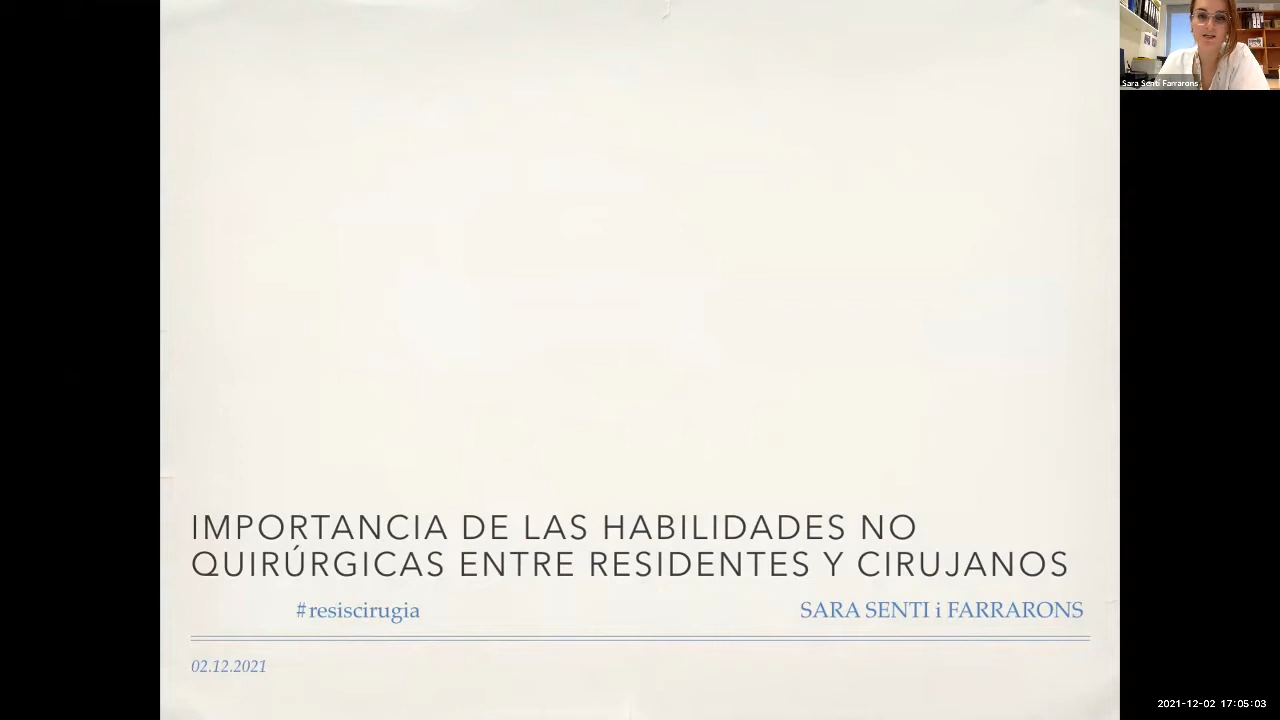 Sara Sentí Farrarons
IMPORTANCIA DE LAS HABILIDADES NO
QUIRÚRGICAS ENTRE RESIDENTES Y CIRUJANOS
#resiscirugia SARA SENTI i FARRARONS
02.12.2021
2021-12-02 17:05:03